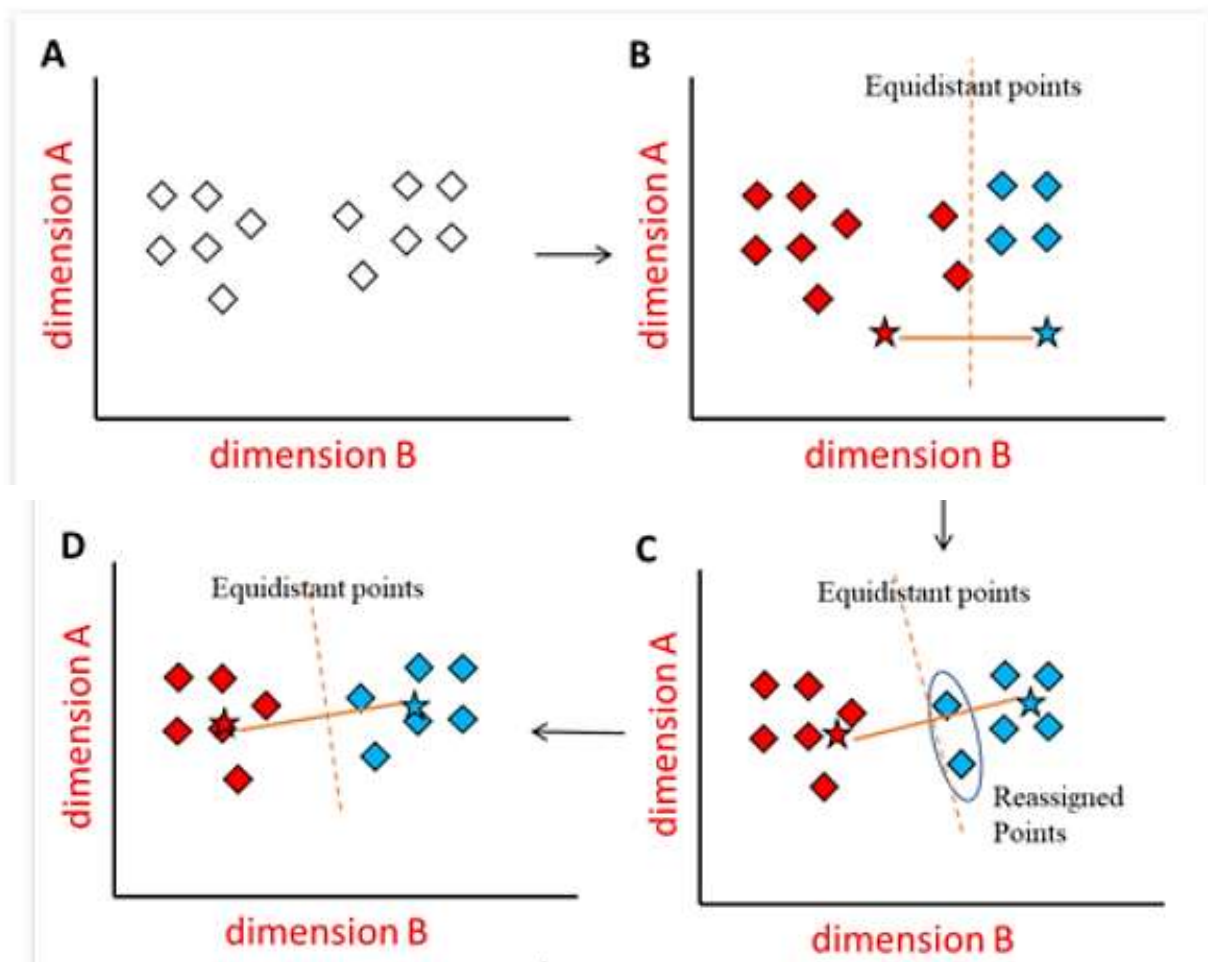 A
dimension A
dimension B
B
Equidistant points
dimension A
dimension B
D
Equidistant points
dimension A
dimension B
C
Equidistant points
dimension A
Reassigned
Points
dimension B